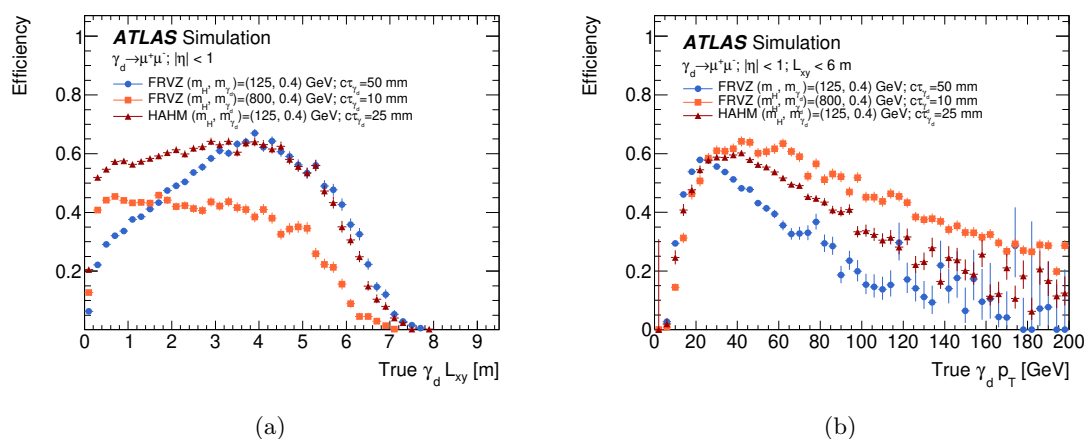 Efficiency
1
0.8
0.6
0.4
0.2
ATLAS Simulation
γd→μ+μ-; |η| < 1
FRVZ (mH, mγd)=(125, 0.4) GeV; cτγd=50 mm
FRVZ (mH, mγd)=(800, 0.4) GeV; cτγd=10 mm
HAHM (mH, mγd)=(125, 0.4) GeV; cτγd=25 mm
0 1 2 3 4 5 6 7 8 9
True γd Lxy [m]
(a)
Efficiency
1
0.8
0.6
0.4
0.2
0
ATLAS Simulation
γd→μ+μ-; |η| < 1; Lxy < 6 m
FRVZ (mH, mγd)=(125, 0.4) GeV; cτγd=50 mm
FRVZ (mH, mγd)=(800, 0.4) GeV; cτγd=10 mm
HAHM (mH, mγd)=(125, 0.4) GeV; cτγd=25 mm
0 20 40 60 80 100 120 140 160 180 200
True γd pT [GeV]
(b)